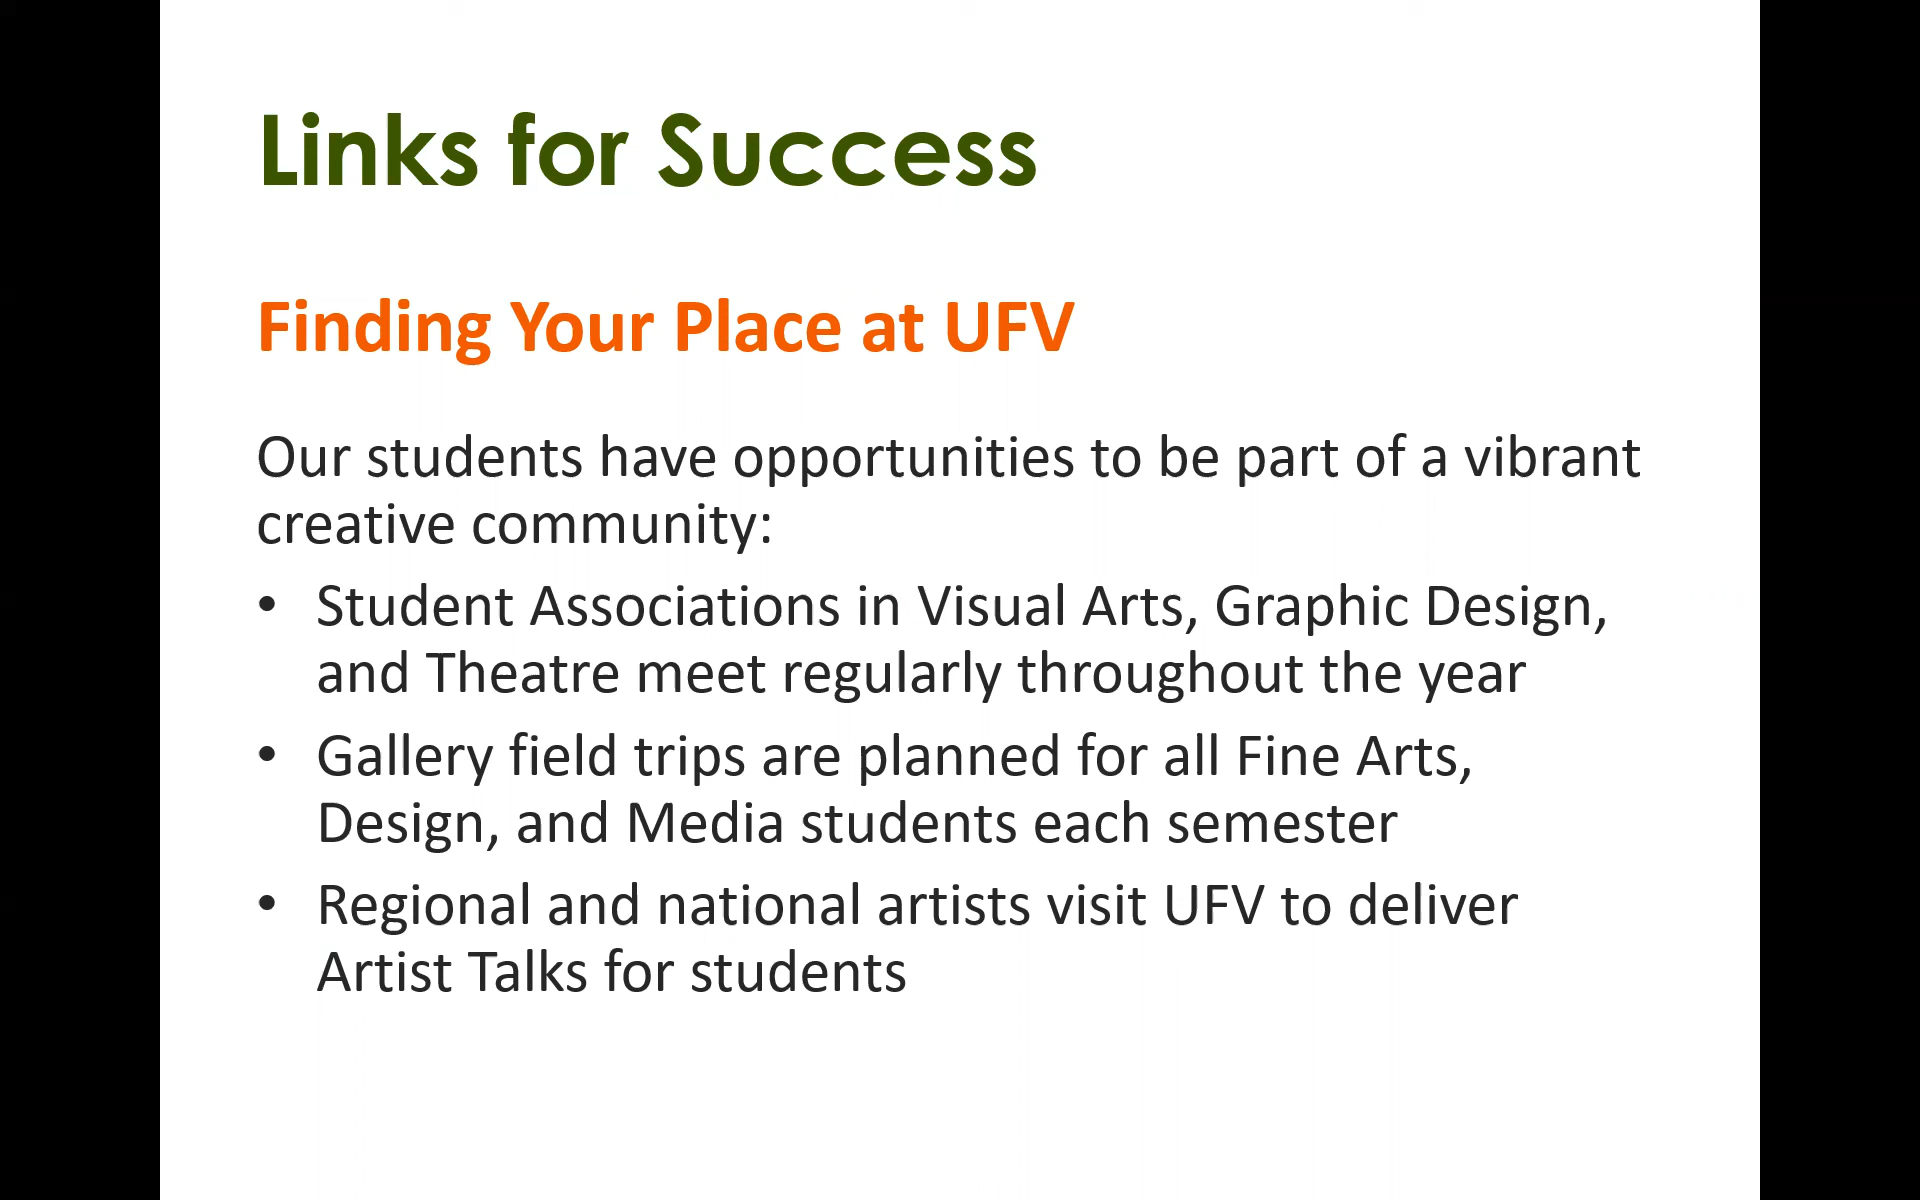 Links for Success
Finding Your Place at UFV
Our students have opportunities to be part of a vibrant
creative community:
• Student Associations in Visual Arts, Graphic Design,
and Theatre meet regularly throughout the year
• Gallery field trips are planned for all Fine Arts,
Design, and Media students each semester
• Regional and national artists visit UFV to deliver
Artist Talks for students